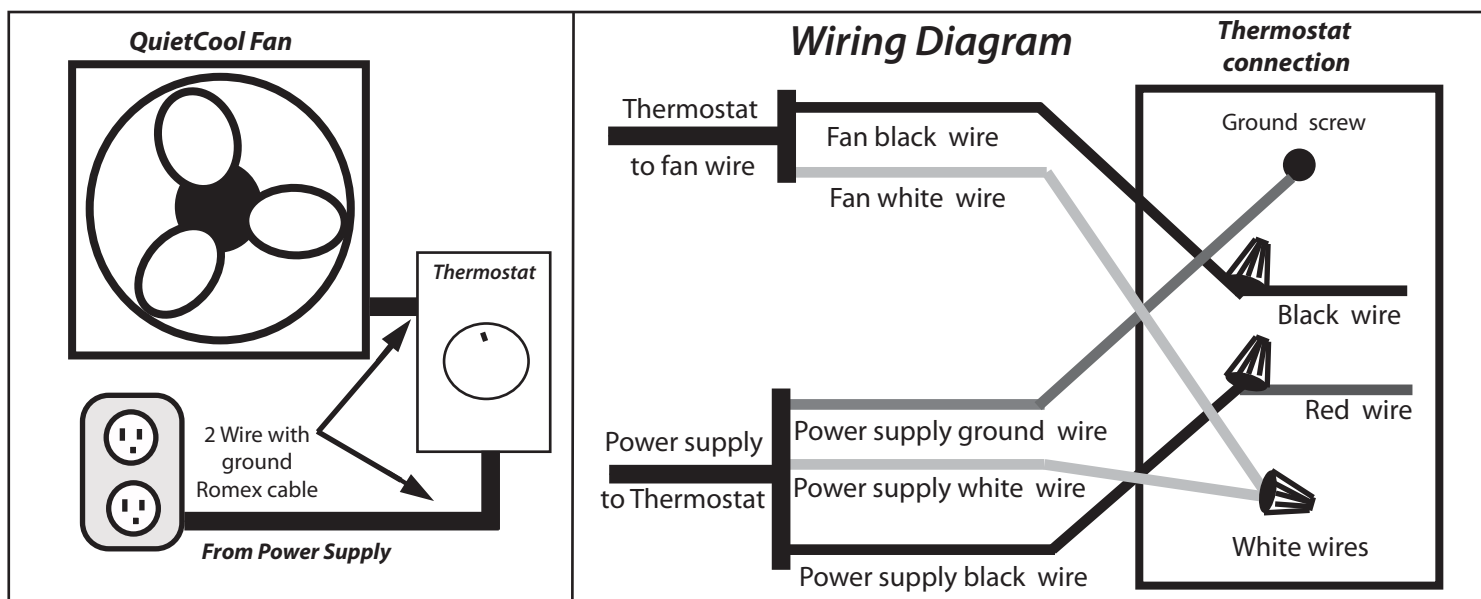 QuietCool Fan
Thermostat
2 Wire with
ground
Romex cable
From Power Supply
Wiring Diagram
Thermostat
connection
Thermostat
to fan wire
Fan black wire
Fan white wire
Ground screw
Black wire
Red wire
Power supply
to Thermostat
Power supply ground wire
Power supply white wire
Power supply black wire
White wires